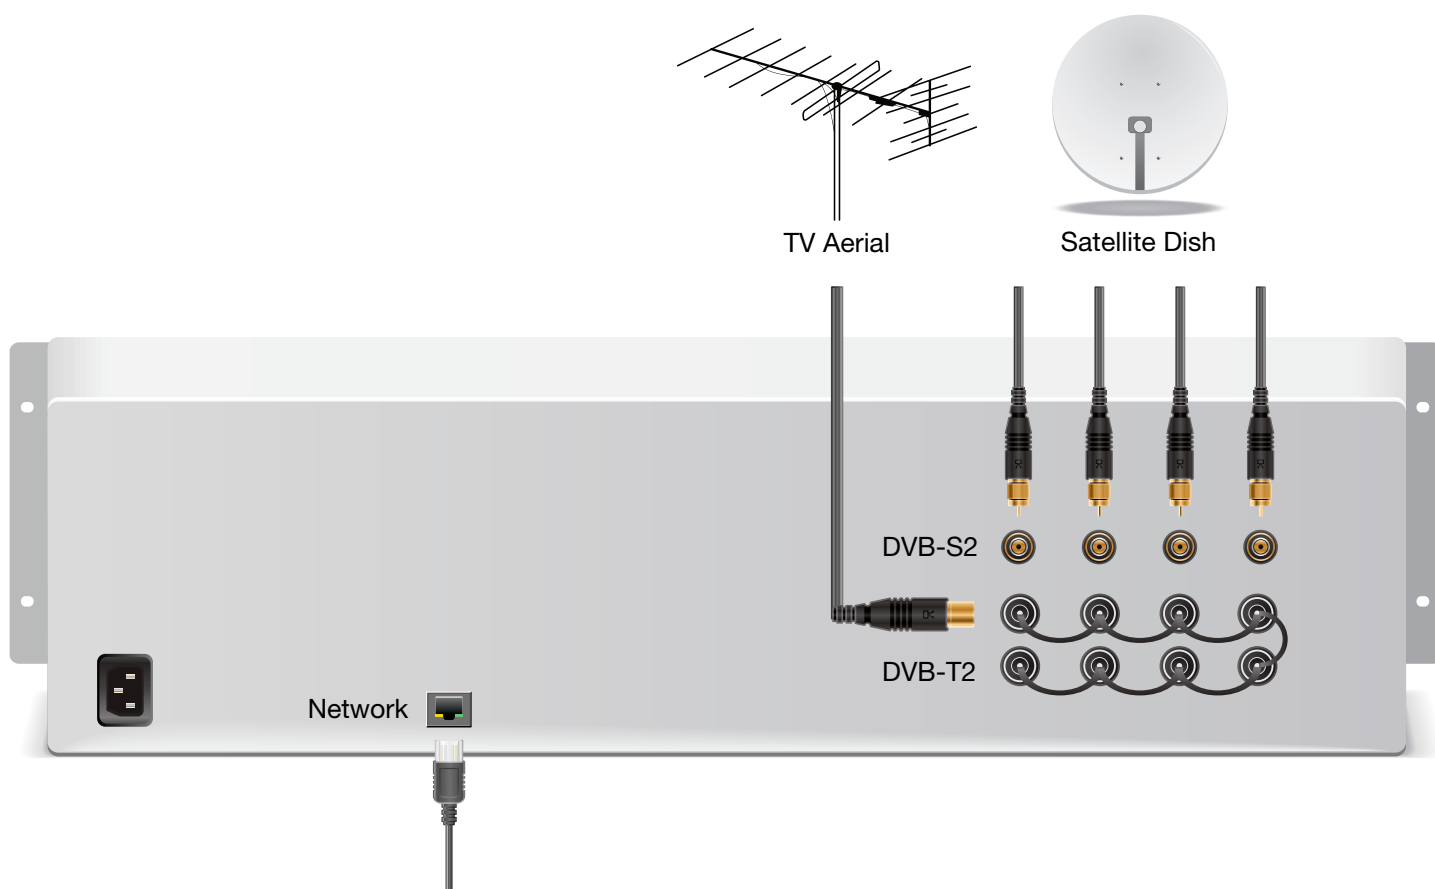 TV Aerial
Satellite Dish
DVB-S2
DVB-T2
Network